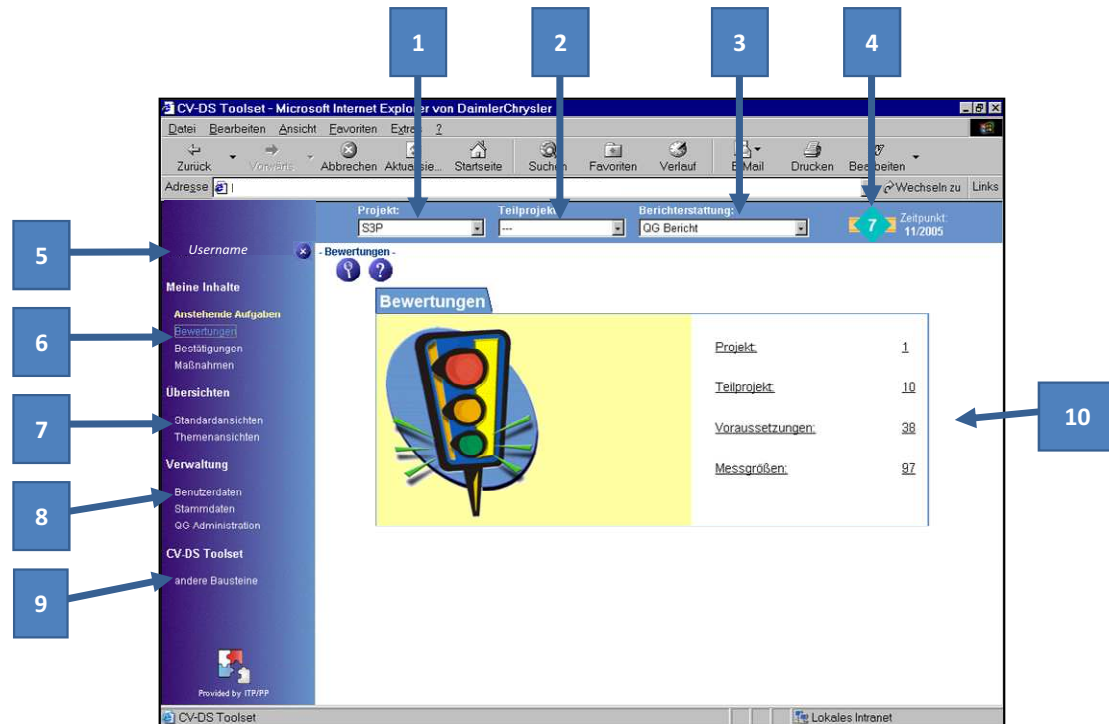 1 2 3 4
CV-DS Toolset - Microsoft Internet Explorer von DaimlerChrysler
Datei Bearbeiten Ansicht Favoriten Extras ?
Zurück Vorwärts Abbrechen Aktualisie... Startseite Suchen Favoriten Verlauf E-Mail Drucken Bearbeiten
Adresse Wechseln zu Links
Projekt: Teilprojekt: Berichterstattung: Zeitpunkt:
S3P --- QG Bericht 7 11/2005
5 Username - Bewertungen -
?
Meine Inhalte
Bewertungen
Anstehende Aufgaben
6 Bewertungen
Bestätigungen
Maßnahmen
Projekt: 1
Übersichten
Teilprojekt: 10
7 Standardansichten
Themenansichten
10
Voraussetzungen: 38
Verwaltung
Messgrößen: 97
8 Benutzerdaten
Stammdaten
QG Administration
CV-DS Toolset
9 andere Bausteine
Provided by ITP/PP
CV-DS Toolset Lokales Intranet